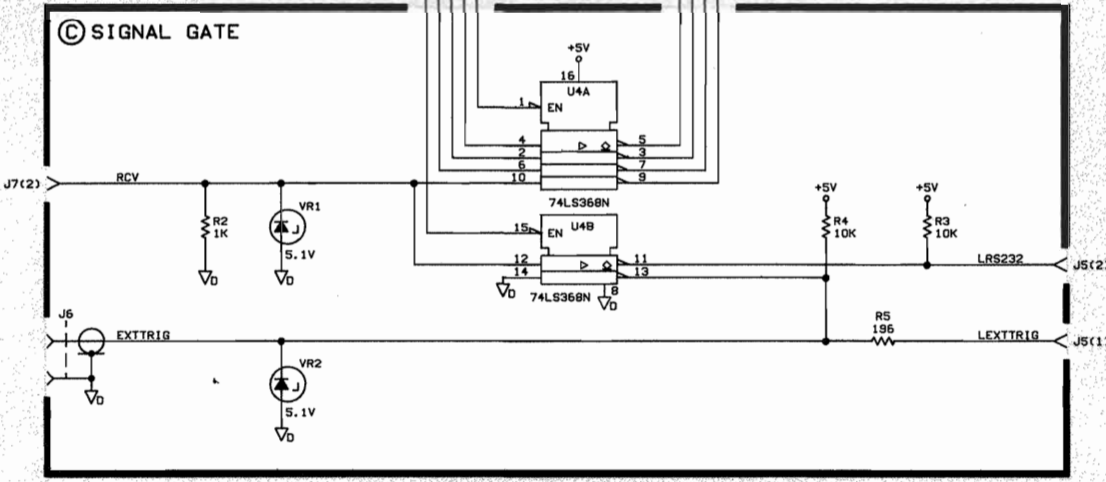 Ⓒ SIGNAL GATE
+5V
16
U4A
1
EN
4
5
2
3
6
7
10
9
74LS368N
J7(2)
RCV
R2
1K
VR1
5.1V
D
D
15
EN
U4B
12
11
14
13
8
D
74LS368N
D
+5V
R4
10K
+5V
R3
10K
LRS232
J5(2)
J6
EXTTRIG
D
VR2
5.1V
D
R5
196
LEXTTRIG
J5(1)